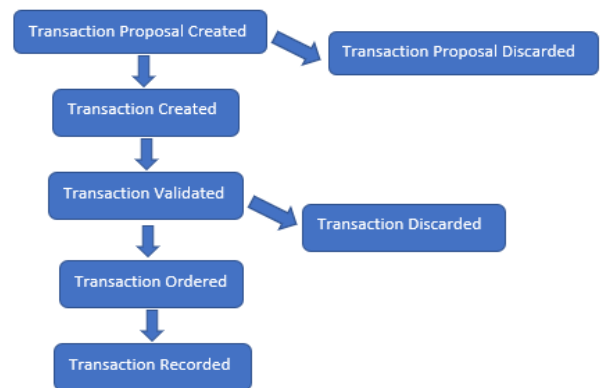 Transaction Proposal Created
Transaction Proposal Discarded
Transaction Created
Transaction Validated
Transaction Discarded
Transaction Ordered
Transaction Recorded